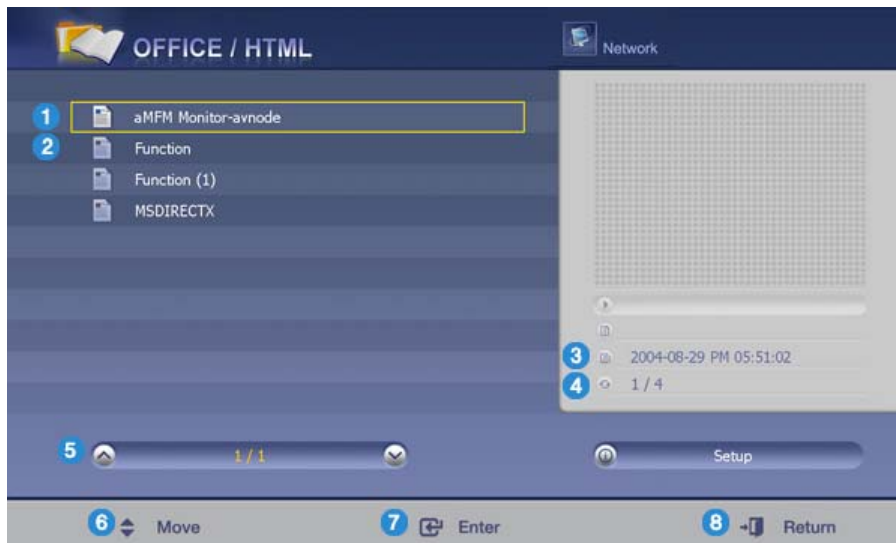 OFFICE / HTML
Network
1 aMFM Monitor-avnode
2 Function
Function (1)
MSDIRECTX
3 2004-08-29 PM 05:51:02
4 1 / 4
5 1 / 1
Setup
6 Move
7 Enter
8 Return